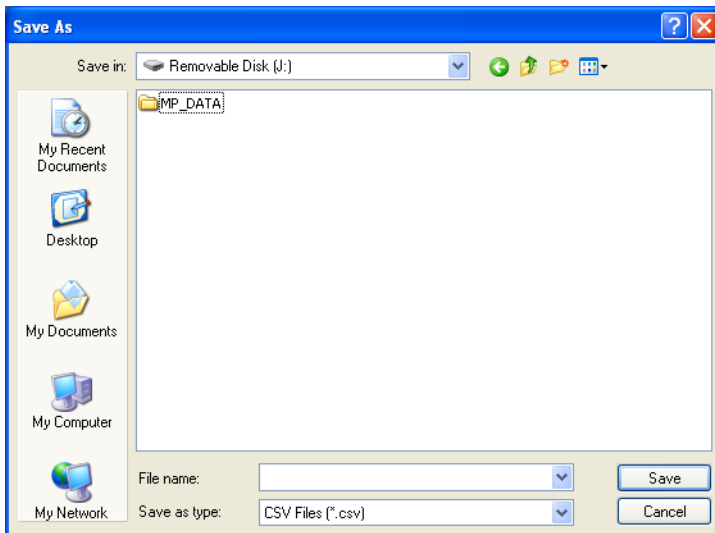 Save As
Save in:
Removable Disk (J:)
MP_DATA
My Recent
Documents
Desktop
My Documents
My Computer
My Network
File name:
Save
Save as type:
CSV Files (*.csv)
Cancel